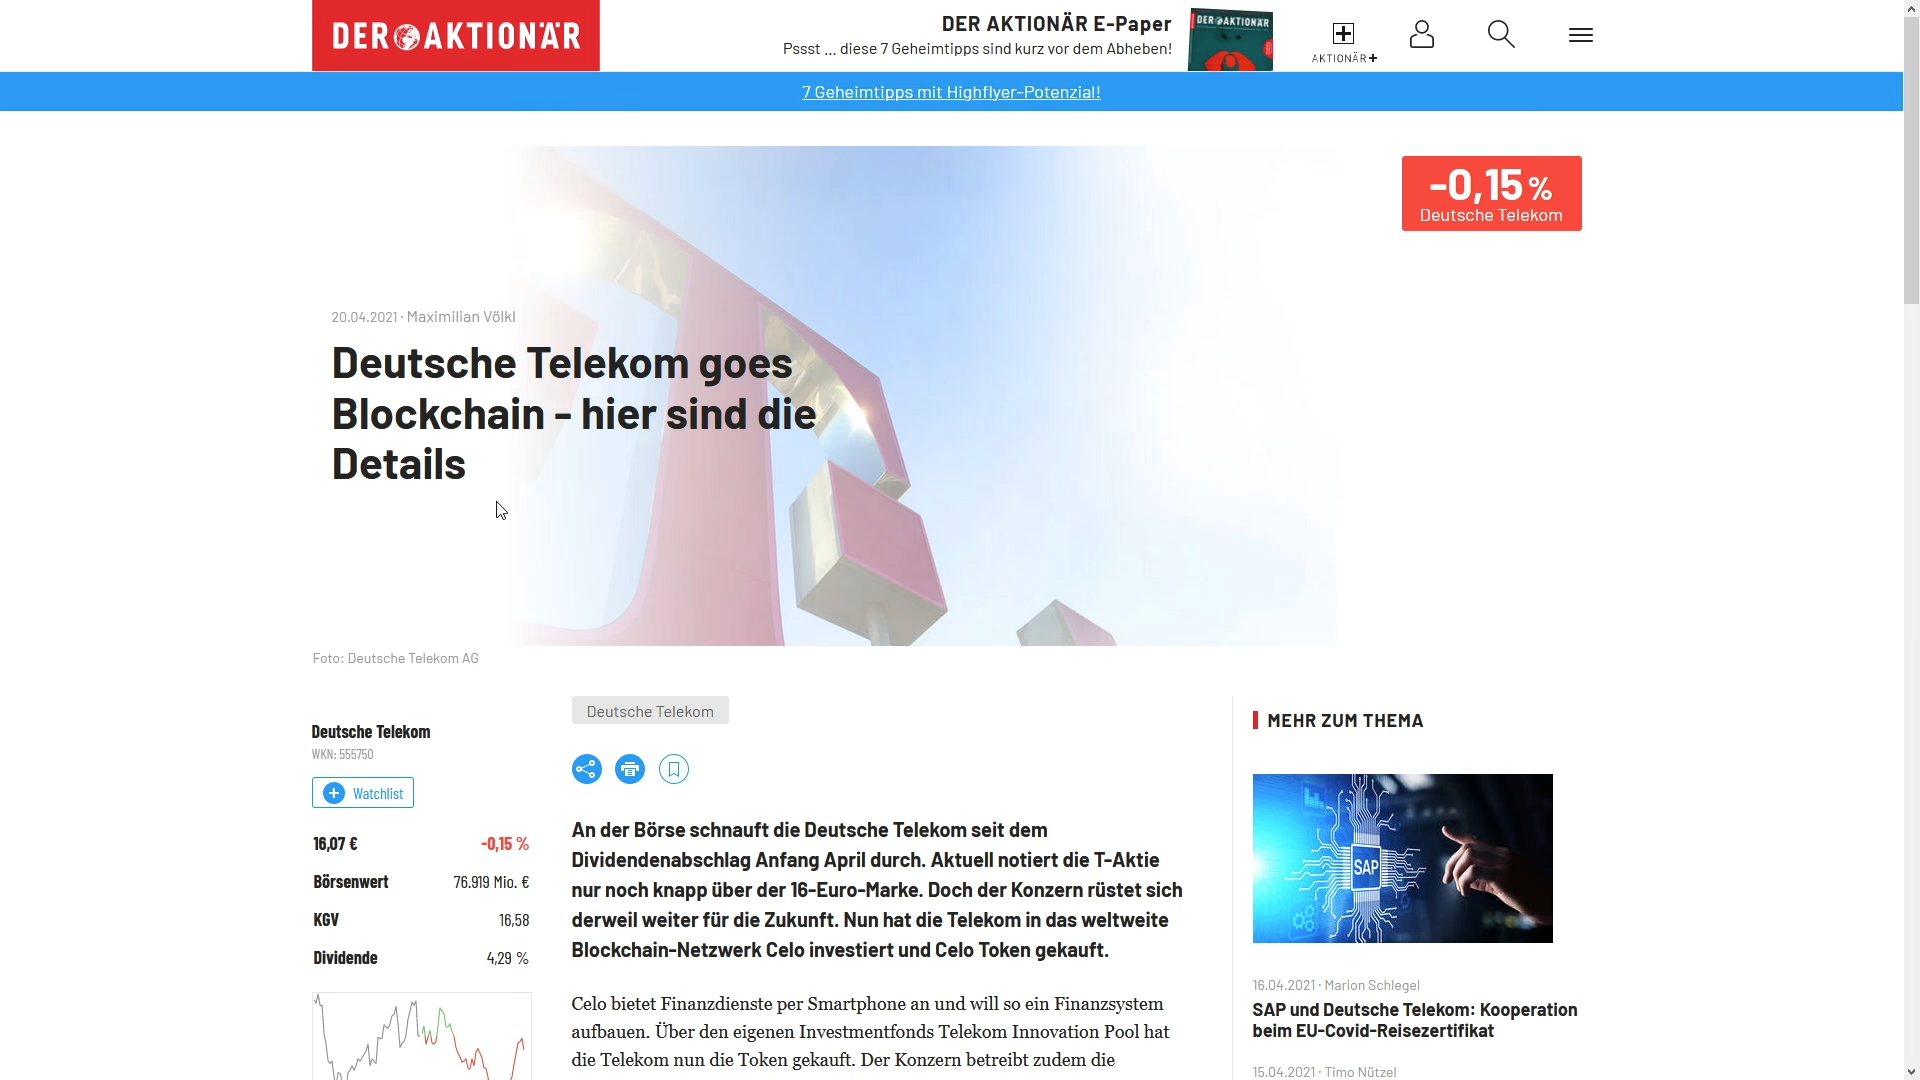 DER AKTIONÄR
DER AKTIONÄR E-Paper
Pssst ... diese 7 Geheimtipps sind kurz vor dem Abheben!
DER AKTIONÄR
AKTIONÄR+
7 Geheimtipps mit Highflyer-Potenzial!
-0,15 %
Deutsche Telekom
20.04.2021 · Maximilian Völkl
Deutsche Telekom goes
Blockchain - hier sind die
Details
Foto: Deutsche Telekom AG
Deutsche Telekom
WKN: 555750
Watchlist
16,07 € -0,15 %
Börsenwert 76.919 Mio. €
KGV 16,58
Dividende 4,29 %
Deutsche Telekom
An der Börse schnauft die Deutsche Telekom seit dem
Dividendenabschlag Anfang April durch. Aktuell notiert die T-Aktie
nur noch knapp über der 16-Euro-Marke. Doch der Konzern rüstet sich
derweil weiter für die Zukunft. Nun hat die Telekom in das weltweite
Blockchain-Netzwerk Celo investiert und Celo Token gekauft.
Celo bietet Finanzdienste per Smartphone an und will so ein Finanzsystem
aufbauen. Über den eigenen Investmentfonds Telekom Innovation Pool hat
die Telekom nun die Token gekauft. Der Konzern betreibt zudem die
MEHR ZUM THEMA
SAP
16.04.2021 · Marion Schlegel
SAP und Deutsche Telekom: Kooperation
beim EU-Covid-Reisezertifikat
15.04.2021 · Timo Nützel